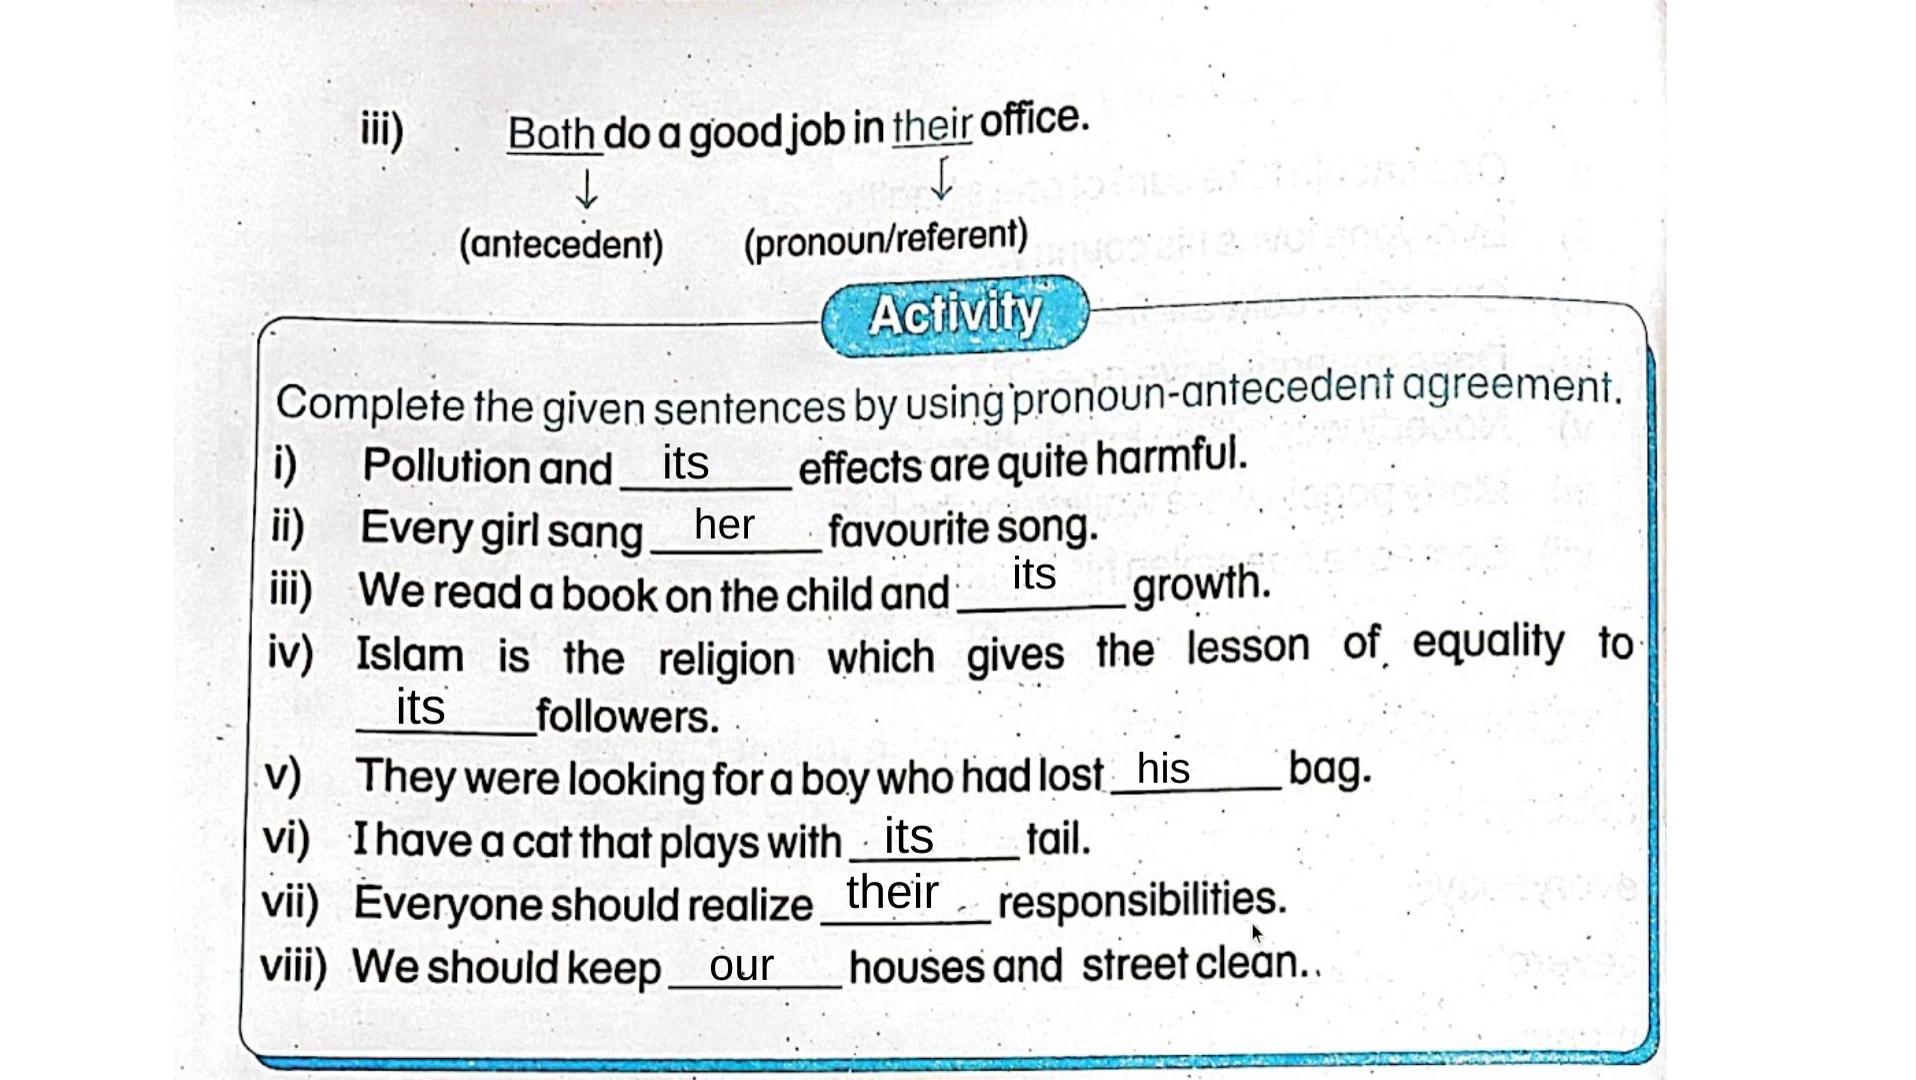 iii) Both do a good job in their office.
(antecedent) (pronoun/referent)
Activity
Complete the given sentences by using pronoun-antecedent agreement.
i) Pollution and its effects are quite harmful.
ii) Every girl sang her favourite song.
iii) We read a book on the child and its growth.
iv) Islam is the religion which gives the lesson of equality to
its followers.
v) They were looking for a boy who had lost his bag.
vi) I have a cat that plays with its tail.
vii) Everyone should realize their responsibilities.
viii) We should keep our houses and street clean..